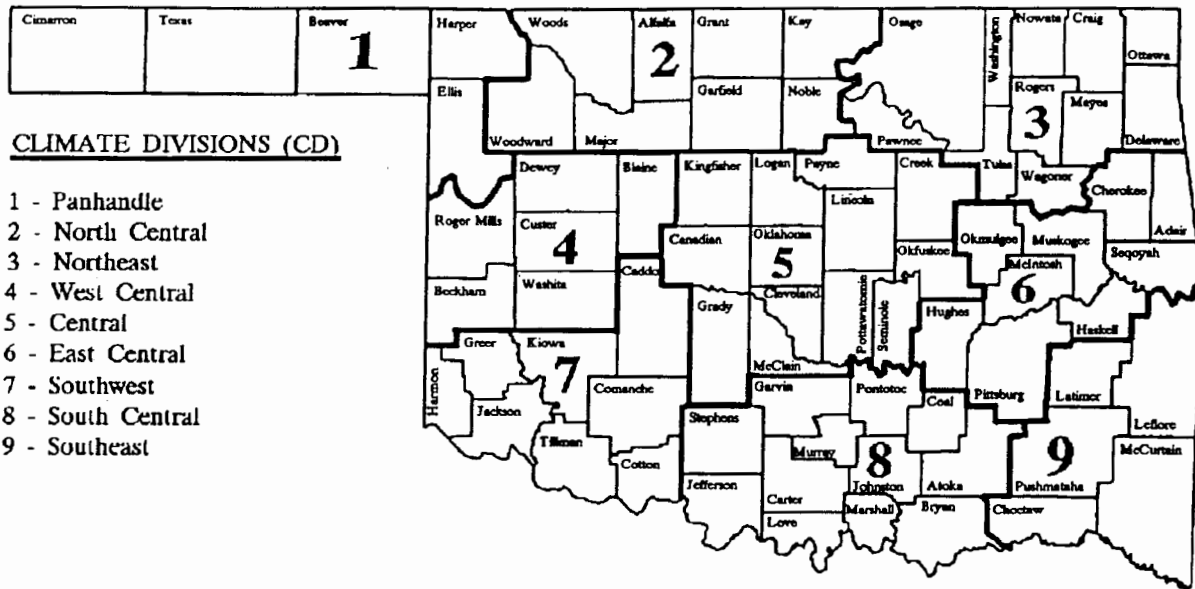 Cimarron Texas Beaver Harper Woods Alfalfa Grant Kay Osage Washington Nowata Craig Ottawa
1 2
Ellis Woodward Major Garfield Noble Pawnee Rogers Mayes Delaware
3
CLIMATE DIVISIONS (CD)
1 - Panhandle
2 - North Central
3 - Northeast
4 - West Central
5 - Central
6 - East Central
7 - Southwest
8 - South Central
9 - Southeast
Dewey Blaine Kingfisher Logan Payne Creek Tulsa Wagoner Cherokee
Roger Mills Custer Canadian Oklahoma Lincoln Okmulgee Muskogee Adair
4 5
Beckham Washita Caddo Cleveland Okfuskee McIntosh Seqoyah
6
Grady Pottawatomie Seminole Hughes Haskell
Harmon Greer Kiowa McClain
7
Jackson Comanche Stephens Garvin Pontotoc Coal Pittsburg Latimer Leflore
Tillman Cotton Murray McCurtain
8 9
Jefferson Carter Johnston Atoka Pushmataha
Love Marshall Bryan Choctaw